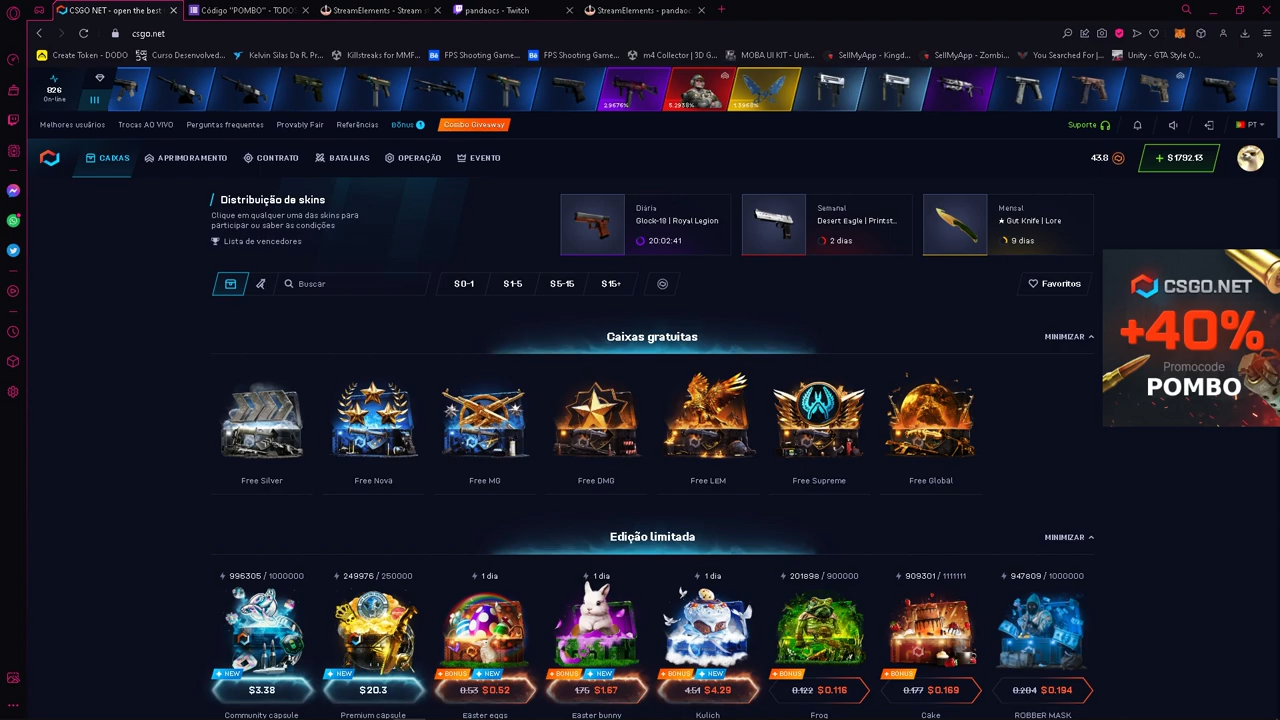 CSGO.NET - open the best
Código "POMBO" - TODOS
StreamElements - Stream s
pandaocs - Twitch
StreamElements - pandaoc
csgo.net
Create Token - DODO
Curso Desenvolved...
Kelvin Silas Da R. Pr...
Killstreaks for MMF...
FPS Shooting Game...
FPS Shooting Game...
m4 Collector | 3D G...
MOBA UI KIT - Unit...
SellMyApp - Kingd...
SellMyApp - Zombi...
You Searched For |...
Unity - GTA Style O...
826
On-line
2.9676%
5.2938%
1.3968%
Melhores usuários
Trocas AO VIVO
Perguntas frequentes
Provably Fair
Referências
Bônus
Combo Giveaway
Suporte
PT
CAIXAS
APRIMORAMENTO
CONTRATO
BATALHAS
OPERAÇÃO
EVENTO
43.8
+ $ 1792.13
Distribuição de skins
Clique em qualquer uma das skins para
participar ou saber as condições
Lista de vencedores
Diária
Glock-18 | Royal Legion
20:02:41
Semanal
Desert Eagle | Printst...
2 dias
Mensal
★ Gut Knife | Lore
9 dias
Buscar
$ 0-1
$ 1-5
$ 5-15
$ 15+
Favoritos
CSGO.NET
+40%
Promocode
POMBO
Caixas gratuitas
MINIMIZAR
Free Silver
Free Nova
Free MG
Free DMG
Free LEM
Free Supreme
Free Global
Edição limitada
MINIMIZAR
996305 / 1000000
249976 / 250000
1 dia
1 dia
1 dia
201898 / 900000
909301 / 1111111
947809 / 1000000
+ NEW
+ NEW
+ BONUS + NEW
+ BONUS + NEW
+ BONUS + NEW
+ BONUS
+ BONUS
$3.38
$20.3
0.53 $0.52
1.75 $1.67
4.51 $4.29
0.122 $0.116
0.177 $0.169
0.204 $0.194
Community capsule
Premium capsule
Easter eggs
Easter bunny
Kulich
Frog
Cake
ROBBER MASK